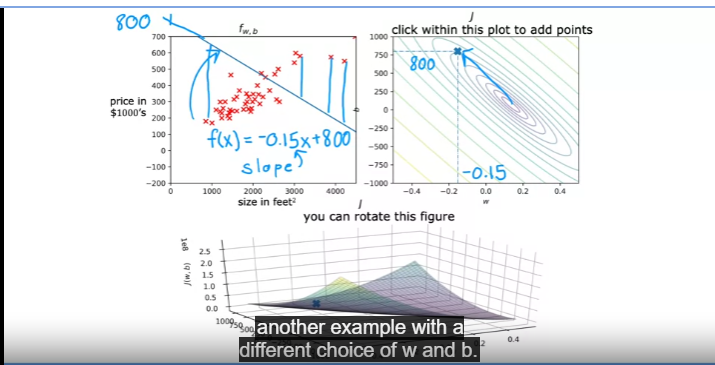 800
f_w,b
700
600
500
400
300
200
100
0
−100
−200
price in
$1000's
f(x) = -0.15x+800
slope
0
1000
2000
3000
4000
size in feet²
J
click within this plot to add points
1000
750
500
250
0
−250
−500
−750
−1000
b
800
-0.15
−0.4
−0.2
0.0
0.2
0.4
w
J
you can rotate this figure
1e8
2.5
2.0
1.5
1.0
0.5
0.0
J(w, b)
1000
750
500
0.4
another example with a
different choice of w and b.